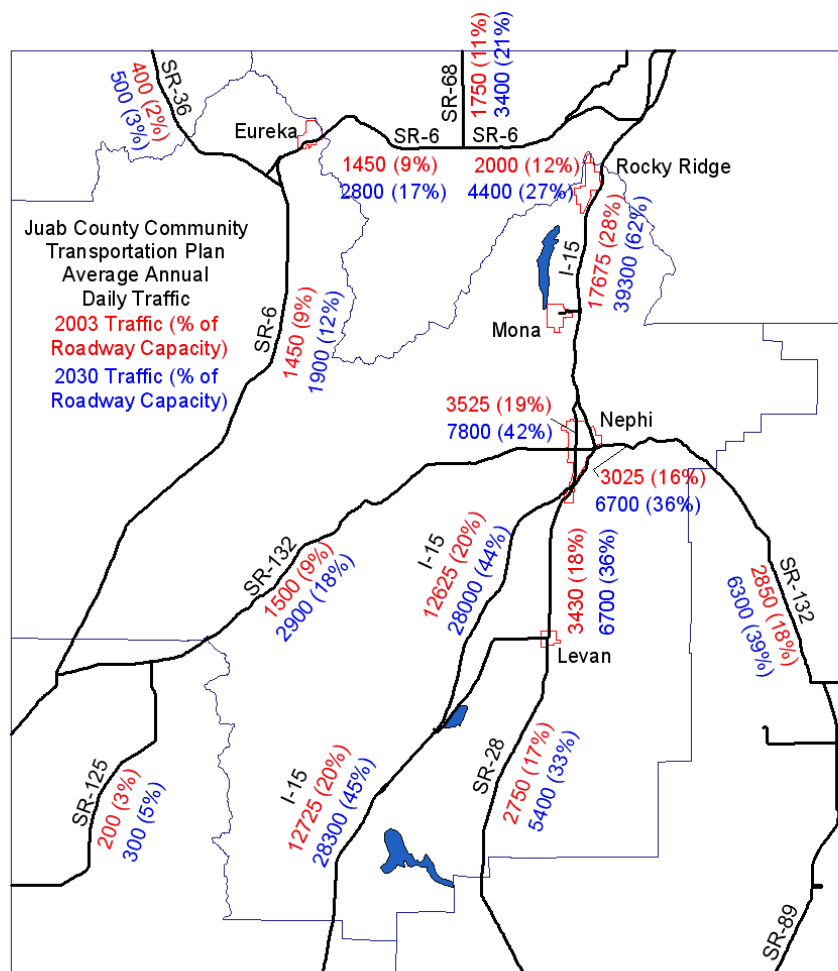 SR-36
400 (2%)
500 (3%)
SR-68
1750 (11%)
3400 (21%)
Eureka
SR-6
SR-6
1450 (9%)
2800 (17%)
2000 (12%)
4400 (27%)
Rocky Ridge
Juab County Community
Transportation Plan
Average Annual
Daily Traffic
2003 Traffic (% of
Roadway Capacity)
2030 Traffic (% of
Roadway Capacity)
SR-6
1450 (9%)
1900 (12%)
I-15
17675 (28%)
39300 (62%)
Mona
3525 (19%)
7800 (42%)
Nephi
3025 (16%)
6700 (36%)
SR-132
1500 (9%)
2900 (18%)
I-15
12625 (20%)
28000 (44%)
3430 (18%)
6700 (36%)
SR-132
2850 (18%)
6300 (39%)
Levan
SR-125
200 (3%)
300 (5%)
I-15
12725 (20%)
28300 (45%)
SR-28
2750 (17%)
5400 (33%)
SR-89